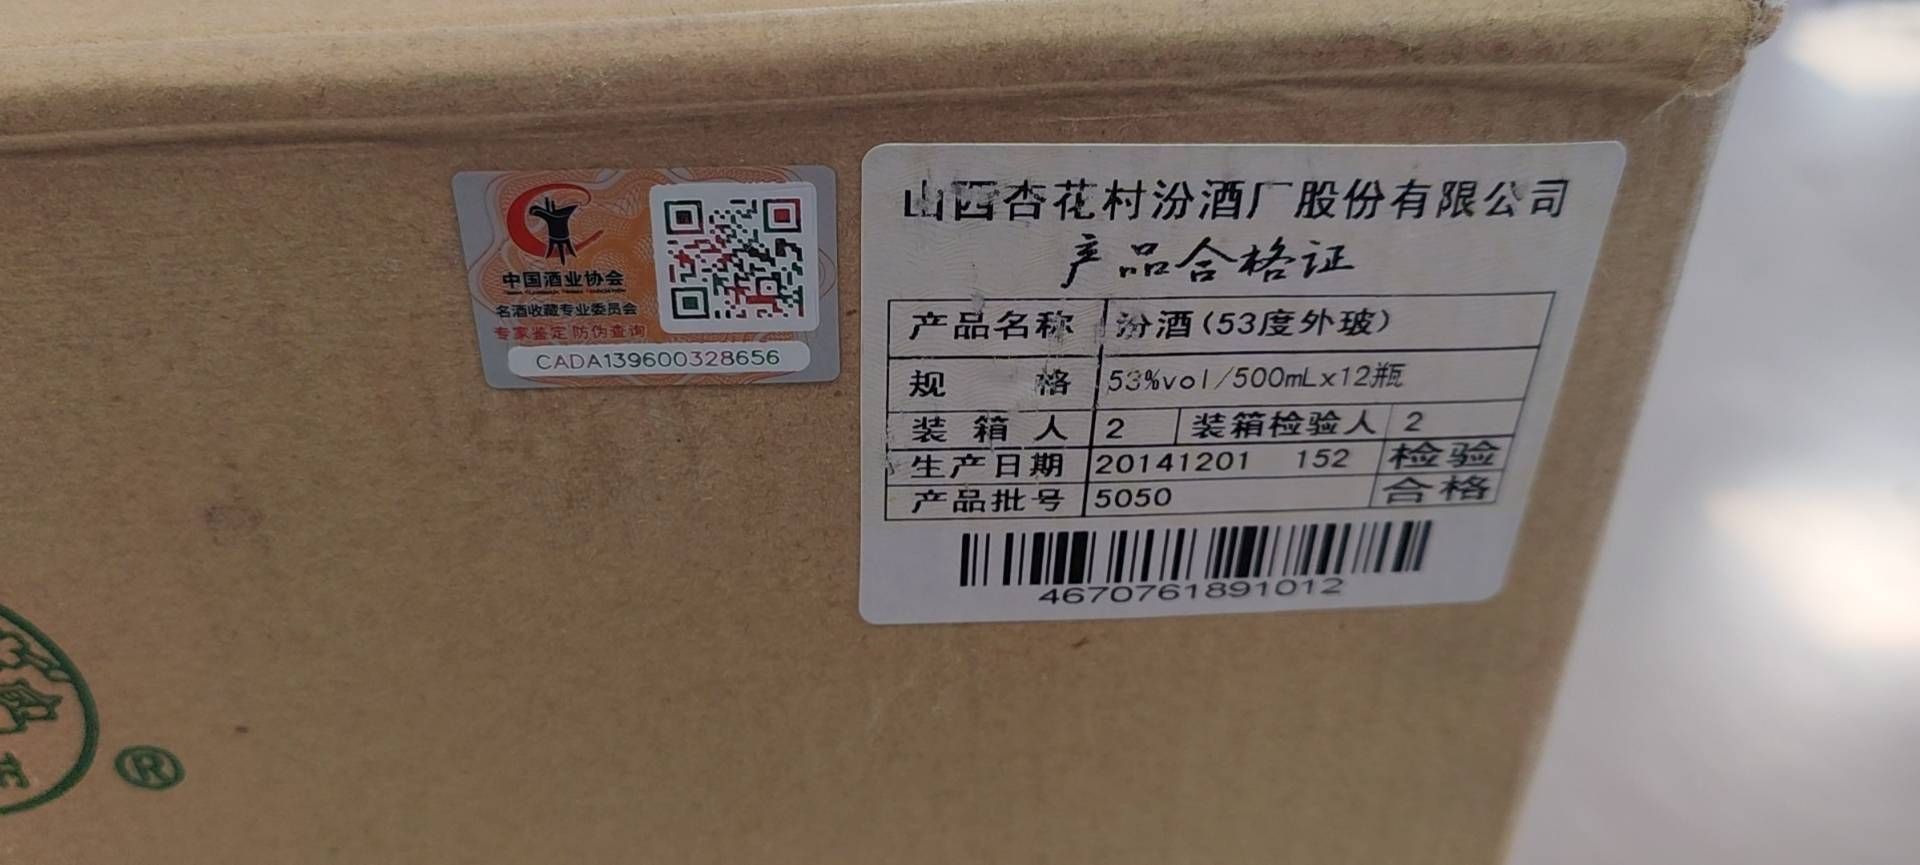 中国酒业协会
名酒收藏专业委员会
专家鉴定 防伪查询
CADA139600328656
山西杏花村汾酒厂股份有限公司
产品合格证
产品名称 汾酒(53度外玻)
规 格 53%vol/500mLx12瓶
装 箱 人 2 装箱检验人 2
生产日期 20141201 152 检验
产品批号 5050 合格
4670761891012
花
®